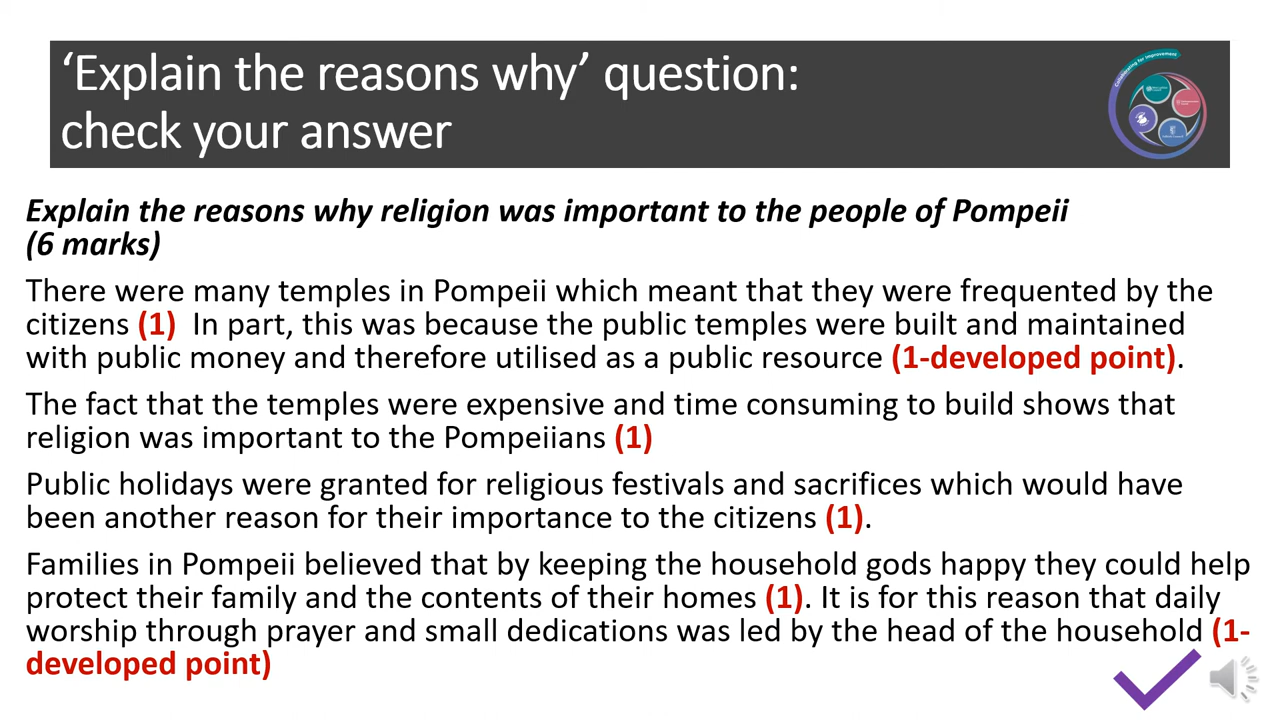 ‘Explain the reasons why’ question:
check your answer
Collaborating for Improvement
Explain the reasons why religion was important to the people of Pompeii
(6 marks)
There were many temples in Pompeii which meant that they were frequented by the
citizens (1)  In part, this was because the public temples were built and maintained
with public money and therefore utilised as a public resource (1-developed point).
The fact that the temples were expensive and time consuming to build shows that
religion was important to the Pompeiians (1)
Public holidays were granted for religious festivals and sacrifices which would have
been another reason for their importance to the citizens (1).
Families in Pompeii believed that by keeping the household gods happy they could help
protect their family and the contents of their homes (1). It is for this reason that daily
worship through prayer and small dedications was led by the head of the household (1-
developed point)